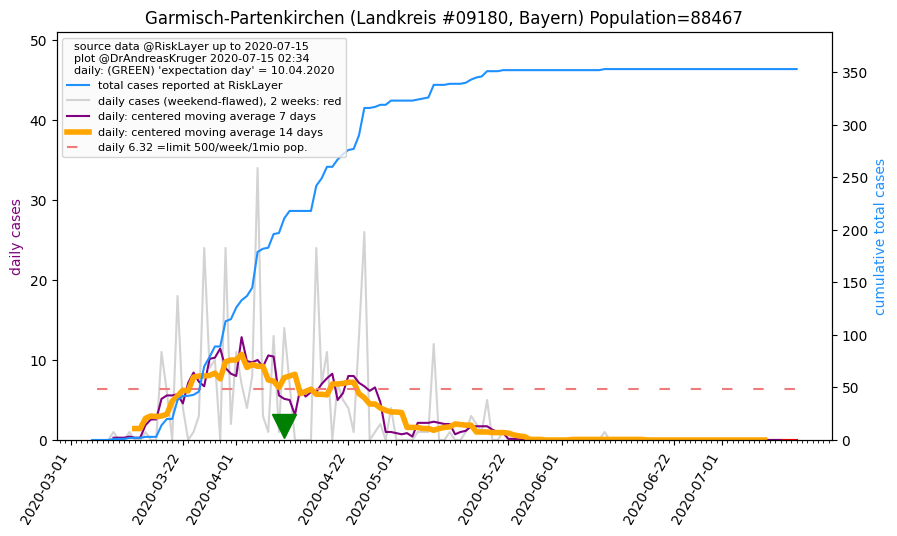 Garmisch-Partenkirchen (Landkreis #09180, Bayern) Population=88467
source data @RiskLayer up to 2020-07-15
plot @DrAndreasKruger 2020-07-15 02:34
daily: (GREEN) 'expectation day' = 10.04.2020
total cases reported at RiskLayer
daily cases (weekend-flawed), 2 weeks: red
daily: centered moving average 7 days
daily: centered moving average 14 days
daily 6.32 =limit 500/week/1mio pop.
daily cases
50
40
30
20
10
0
350
300
250
200
150
100
50
0
cumulative total cases
2020-03-01
2020-03-22
2020-04-01
2020-04-22
2020-05-01
2020-05-22
2020-06-01
2020-06-22
2020-07-01